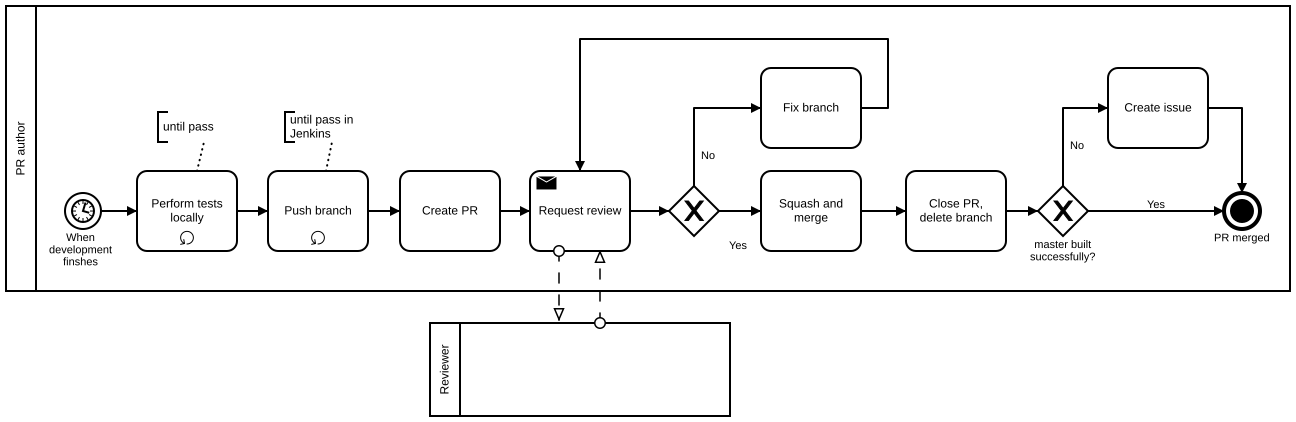 PR author
until pass
until pass in
Jenkins
When
development
finshes
Perform tests
locally
Push branch
Create PR
Request review
No
Yes
Fix branch
Squash and
merge
Close PR,
delete branch
master built
successfully?
No
Yes
Create issue
PR merged
Reviewer